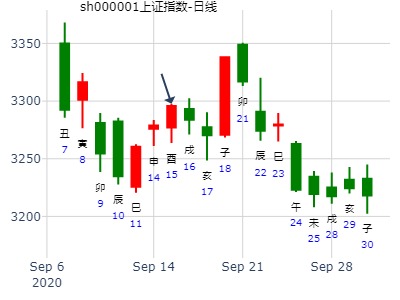 sh000001上证指数-日线
3350
3300
3250
3200
丑
7
寅
8
卯
9
辰
10
巳
11
申
14
酉
15
戌
16
亥
17
子
18
卯
21
辰
22
巳
23
午
24
未
25
戌
28
亥
29
子
30
Sep 6
2020
Sep 14
Sep 21
Sep 28